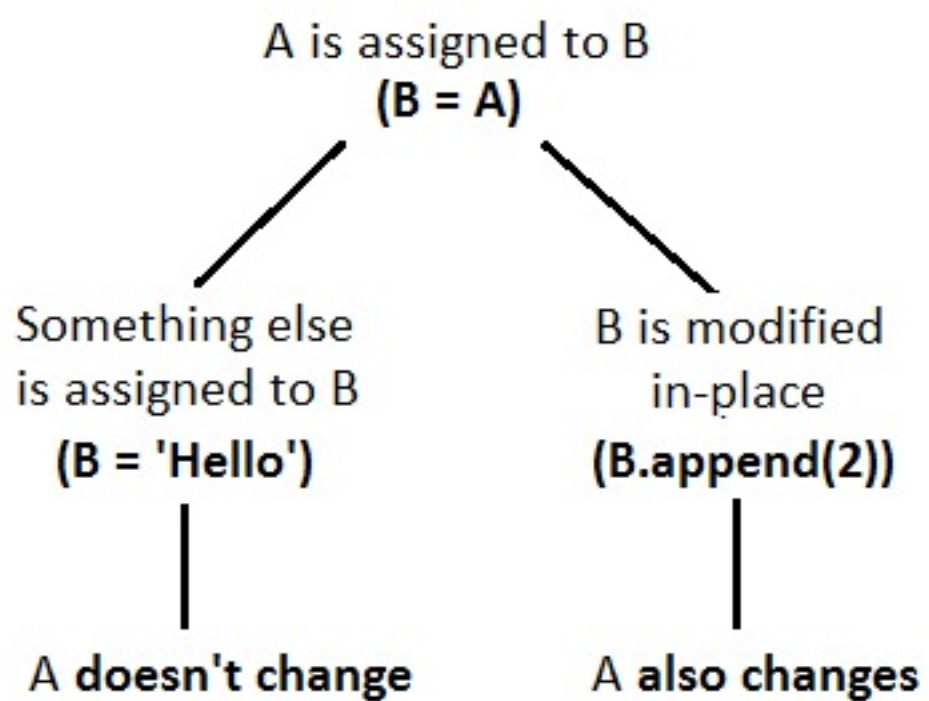 A is assigned to B
(B = A)
Something else
is assigned to B
(B = 'Hello')
B is modified
in-place
(B.append(2))
A doesn't change
A also changes